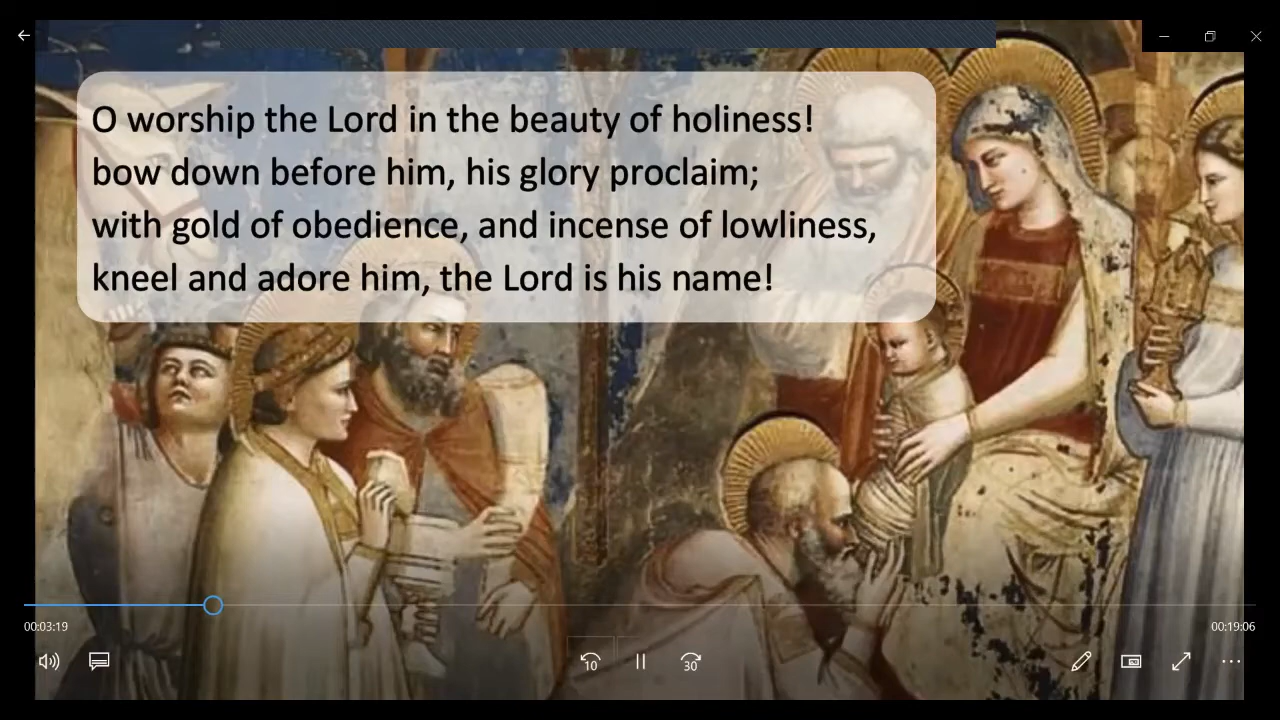 O worship the Lord in the beauty of holiness!
bow down before him, his glory proclaim;
with gold of obedience, and incense of lowliness,
kneel and adore him, the Lord is his name!
00:03:19
00:19:06
10
30